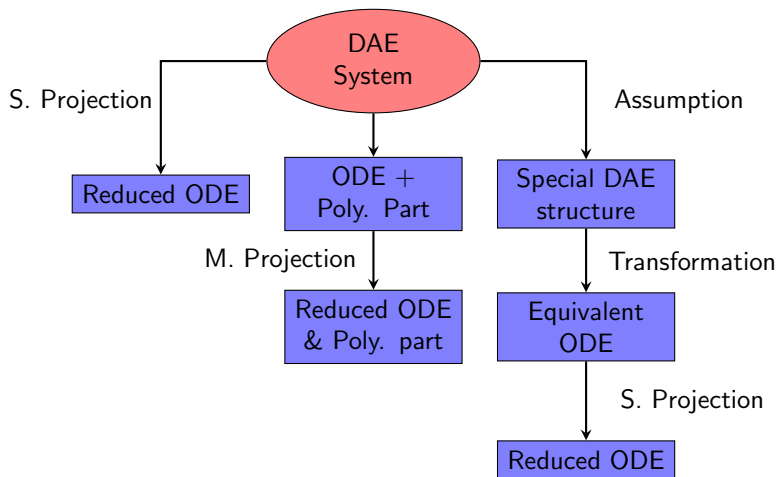 DAE
System
S. Projection
Assumption
Reduced ODE
ODE +
Poly. Part
Special DAE
structure
M. Projection
Transformation
Reduced ODE
& Poly. part
Equivalent
ODE
S. Projection
Reduced ODE